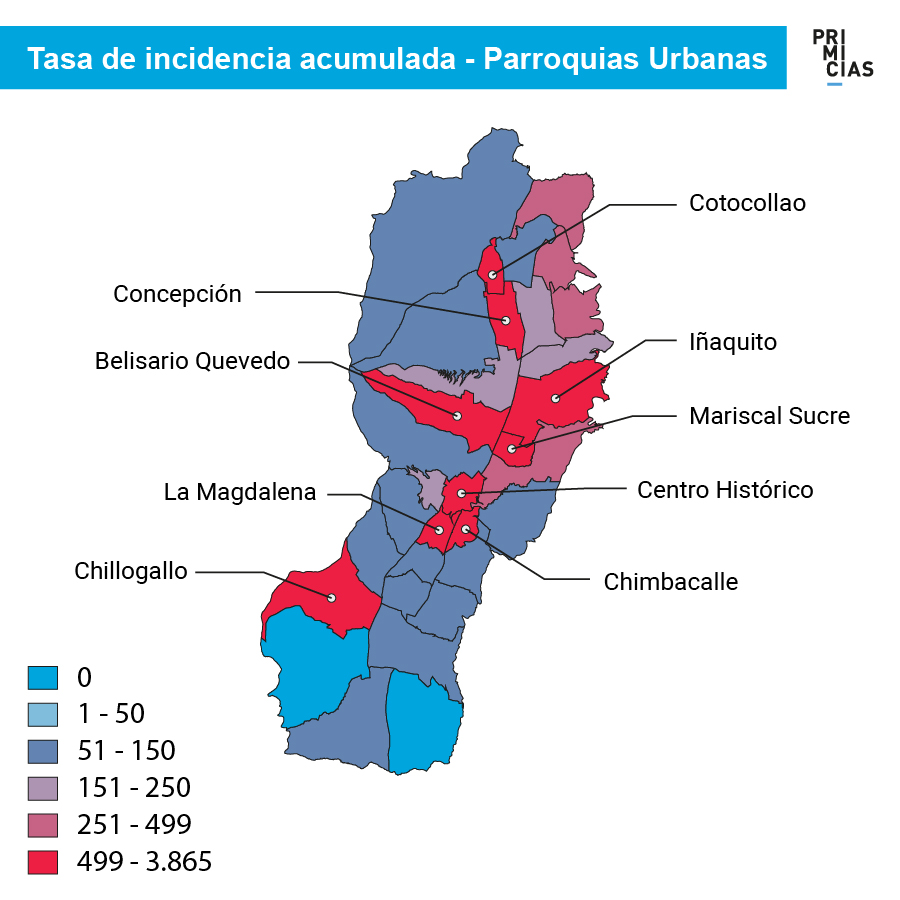 Tasa de incidencia acumulada - Parroquias Urbanas
PRI
MI
CIAS
Cotocollao
Concepción
Iñaquito
Belisario Quevedo
Mariscal Sucre
La Magdalena
Centro Histórico
Chillogallo
Chimbacalle
0
1 - 50
51 - 150
151 - 250
251 - 499
499 - 3.865